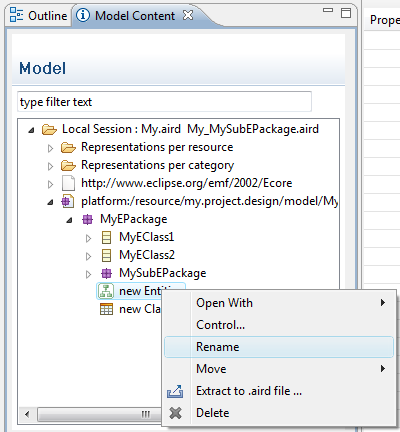 Outline Model Content
Prope
Model
type filter text
Local Session : My.aird My_MySubEPackage.aird
Representations per resource
Representations per category
http://www.eclipse.org/emf/2002/Ecore
platform:/resource/my.project.design/model/My
MyEPackage
MyEClass1
MyEClass2
MySubEPackage
new Entiti
new Cla
Open With
Control...
Rename
Move
Extract to .aird file ...
Delete